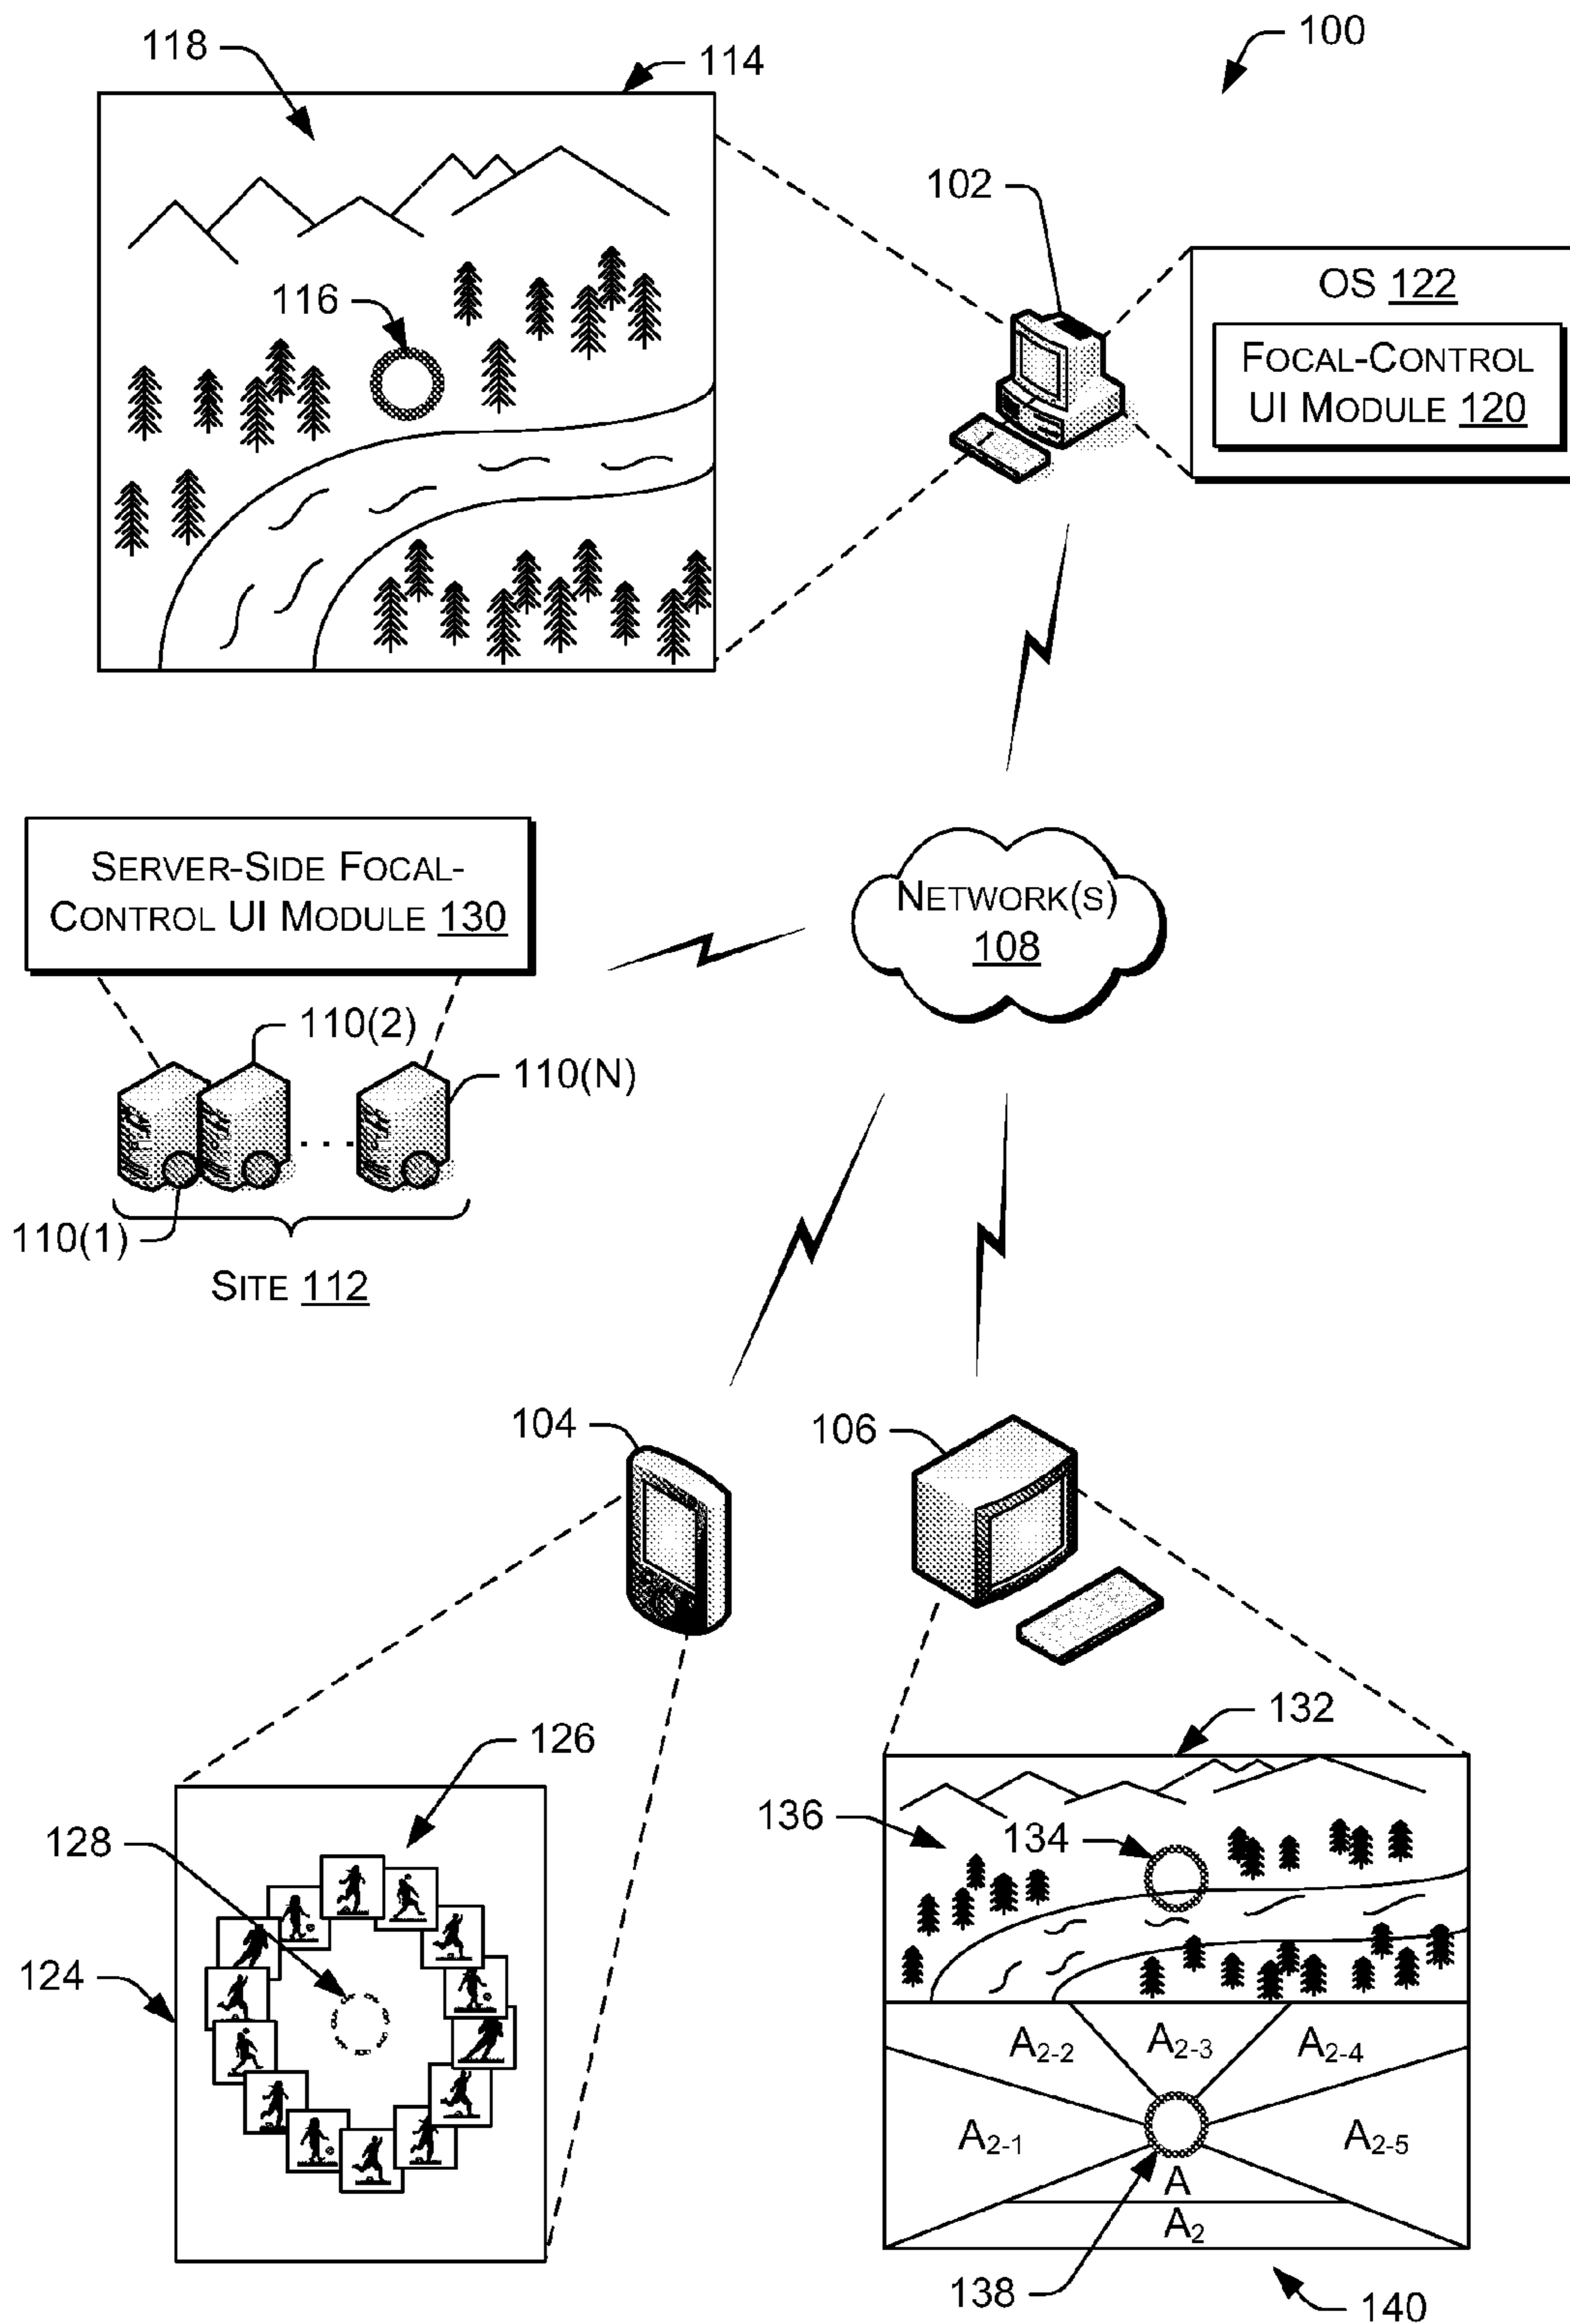 100
118
114
102
116
OS 122
FOCAL-CONTROL
UI MODULE 120
SERVER-SIDE FOCAL-
CONTROL UI MODULE 130
NETWORK(S)
108
110(2)
110(N)
110(1)
SITE 112
104
106
126
132
128
136
134
124
A2-2
A2-3
A2-4
A2-1
A2-5
A
A2
138
140